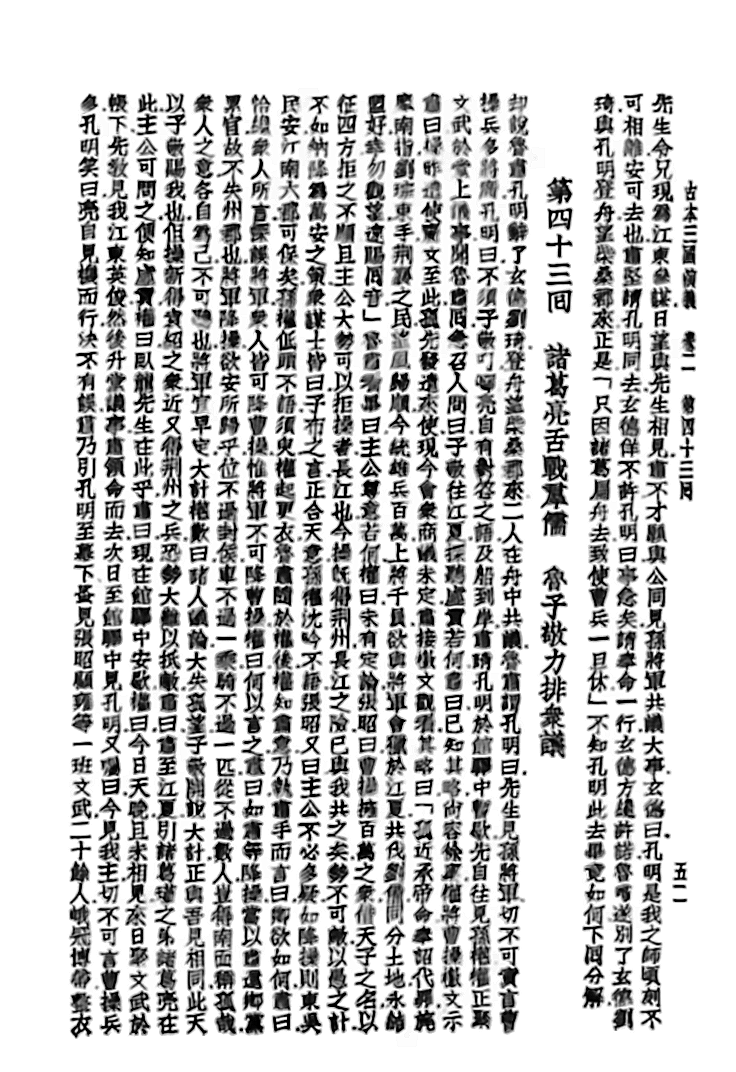 古本三國演義　卷二　第四十三回　五一一
先生令兄現爲江東參謀日望與先生相見肅不才願與公同見孫將軍共議大事玄德曰孔明是我之師頃刻不
可相離安可去也肅堅請孔明同去玄德佯不許孔明曰事急矣請奉命一行玄德方纔許諾魯肅遂別了玄德劉
琦與孔明登舟望柴桑郡來正是「只因諸葛扁舟去致使曹兵一旦休」不知孔明此去畢竟如何下回分解
第四十三回　諸葛亮舌戰羣儒　魯子敬力排衆議
却說魯肅孔明辭了玄德劉琦登舟望柴桑郡來二人在舟中共議魯肅謂孔明曰先生見孫將軍切不可實言曹
操兵多將廣孔明曰不須子敬叮嚀亮自有對答之語及船到岸肅請孔明於館驛中暫歇先自往見孫權權正聚
文武於堂上議事聞魯肅回急召入問曰子敬往江夏探聽虛實若何肅曰已知其略尚容徐稟權將曹操檄文示
肅曰操昨遣使齎文至此孤先發遣來使現今會衆商議未定肅接檄文觀看其略曰「孤近承帝命奉詔伐罪旄
麾南指劉琮束手荊襄之民望風歸順今統雄兵百萬上將千員欲與將軍會獵於江夏共伐劉備同分土地永結
盟好幸勿觀望速賜回音」魯肅看畢曰主公尊意若何權曰未有定論張昭曰曹操擁百萬之衆借天子之名以
征四方拒之不順且主公大勢可以拒操者長江也今操既得荊州長江之險已與我共之矣勢不可敵以愚之計
不如納降爲萬安之策衆謀士皆曰子布之言正合天意孫權沈吟不語張昭又曰主公不必多疑如降操則東吳
民安江南六郡可保矣孫權低頭不語須臾權起更衣魯肅隨於權後權知肅意乃執肅手而言曰卿欲如何肅曰
恰纔衆人所言深誤將軍衆人皆可降曹操惟將軍不可降曹操權曰何以言之肅曰如肅等降操當以肅還鄉黨
累官故不失州郡也將軍降操欲安所歸乎位不過封侯車不過一乘騎不過一匹從不過數人豈得南面稱孤哉
衆人之意各自爲己不可聽也將軍宜早定大計權歎曰諸人議論大失孤望子敬開說大計正與吾見相同此天
以子敬賜我也但操新得袁紹之衆近又得荊州之兵恐勢大難以抵敵肅曰肅至江夏引諸葛瑾之弟諸葛亮在
此主公可問之便知虛實權曰臥龍先生在此乎肅曰現在館驛中安歇權曰今日天晚且未相見來日聚文武於
帳下先教見我江東英俊然後升堂議事肅領命而去次日至館驛中見孔明又囑曰今見我主切不可言曹操兵
多孔明笑曰亮自見機而行決不有誤肅乃引孔明至幕下蚤見張昭顧雍等一班文武二十餘人峨冠博帶整衣